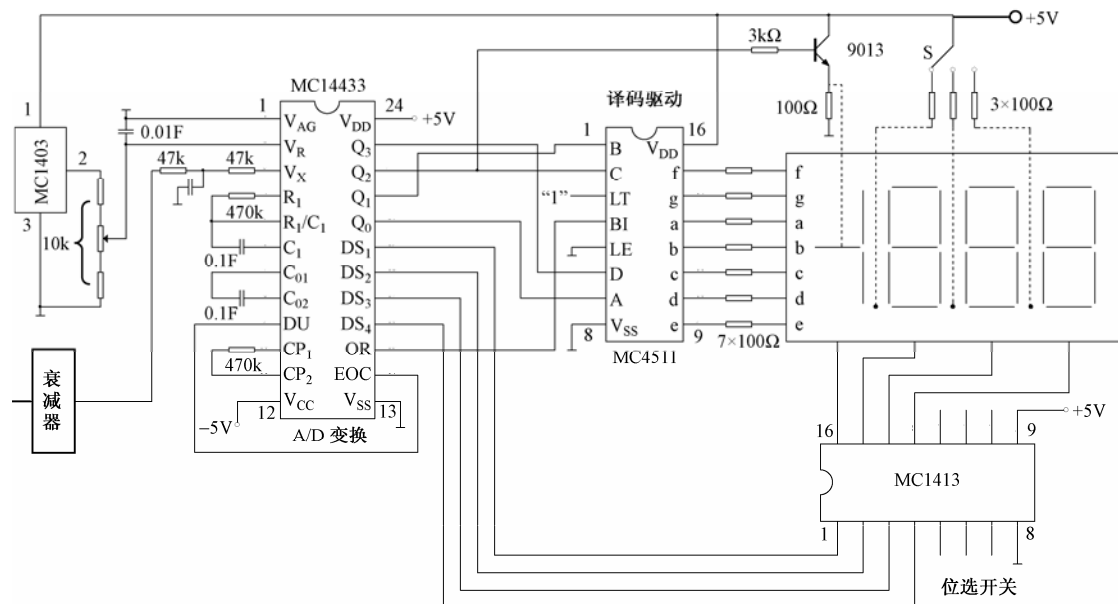 +5V
3kΩ
9013
S
100Ω
3×100Ω
MC14433
1
24
V_AG
V_DD
+5V
V_R
Q_3
V_X
Q_2
R_1
Q_1
R_1/C_1
Q_0
C_1
DS_1
C_01
DS_2
C_02
DS_3
DU
DS_4
CP_1
OR
CP_2
EOC
V_CC
V_SS
12
13
−5V
A/D 变换
1
MC1403
2
3
10k
0.01F
47k
47k
470k
0.1F
0.1F
470k
衰减器
译码驱动
1
16
B
V_DD
C
f
LT
g
BI
a
LE
b
D
c
A
d
V_SS
e
8
9
MC4511
“1”
7×100Ω
f
g
a
b
c
d
e
+5V
16
9
MC1413
1
8
位选开关